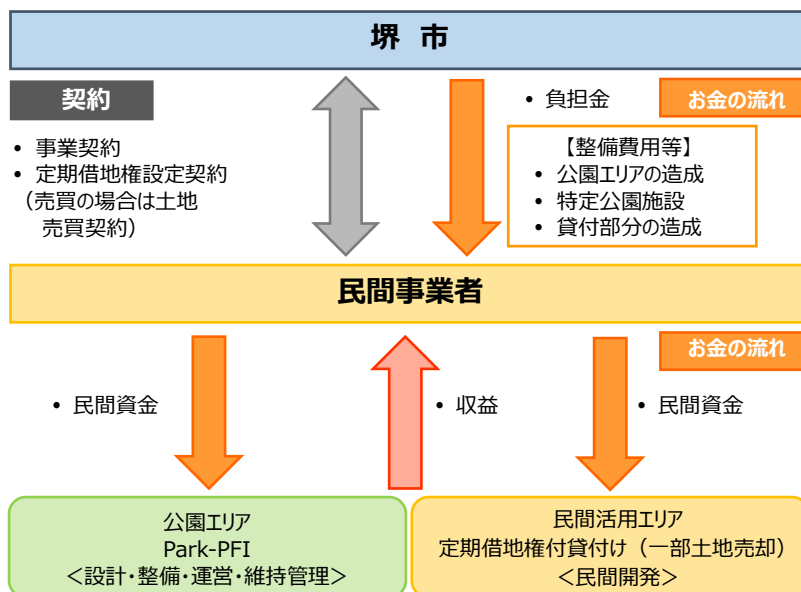 堺 市
契約
• 事業契約
• 定期借地権設定契約
（売買の場合は土地
売買契約）
• 負担金
お金の流れ
【整備費用等】
• 公園エリアの造成
• 特定公園施設
• 貸付部分の造成
民間事業者
お金の流れ
• 民間資金
• 収益
• 民間資金
公園エリア
Park-PFI
＜設計・整備・運営・維持管理＞
民間活用エリア
定期借地権付貸付け（一部土地売却）
＜民間開発＞